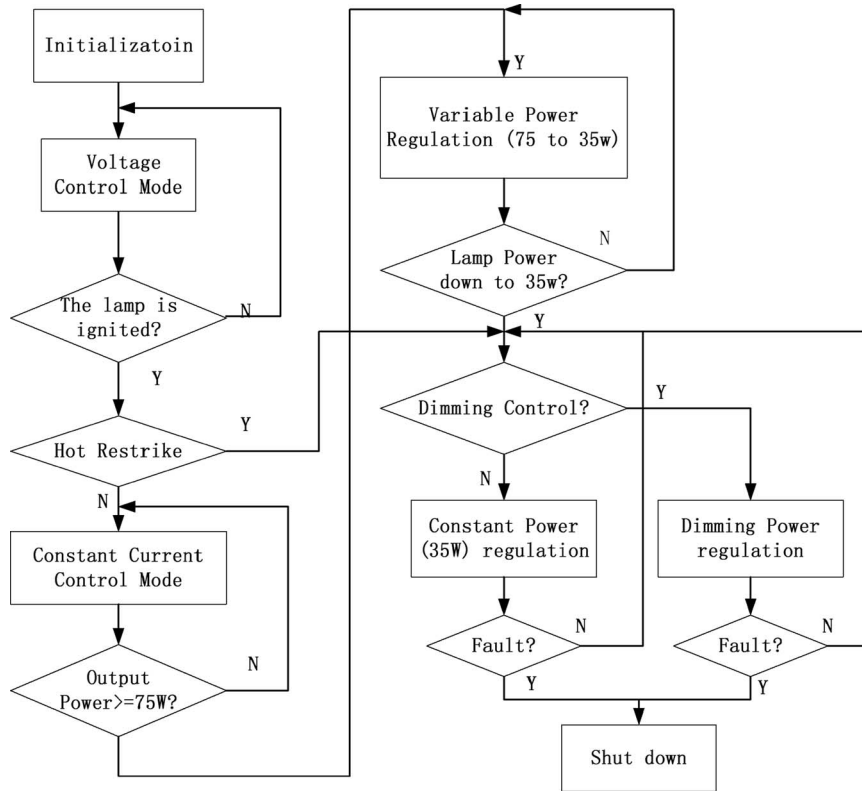 Initializatoin
Voltage
Control Mode
The lamp is
ignited?
N
Y
Hot Restrike
Y
N
Constant Current
Control Mode
Output
Power>=75W?
N
Y
Variable Power
Regulation (75 to 35w)
Lamp Power
down to 35w?
N
Y
Dimming Control?
Y
N
Constant Power
(35W) regulation
Dimming Power
regulation
Fault?
N
Y
Fault?
N
Y
Shut down